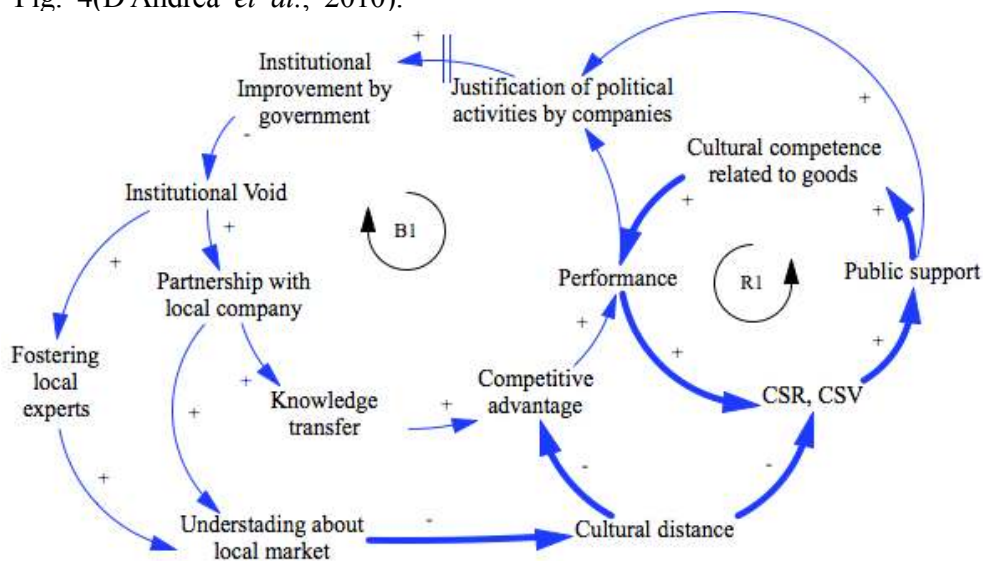 Fig. 4(D'Andrea et al., 2010).
+
Institutional
Improvement by
government
Justification of political
activities by companies
+
Cultural competence
related to goods
-
Institutional Void
+
+
B1
+
+
Partnership with
local company
Performance
R1
Public support
+
+
+
Fostering
local
experts
+
Knowledge
transfer
+
+
Competitive
advantage
CSR, CSV
+
-
-
Understading about
local market
-
Cultural distance